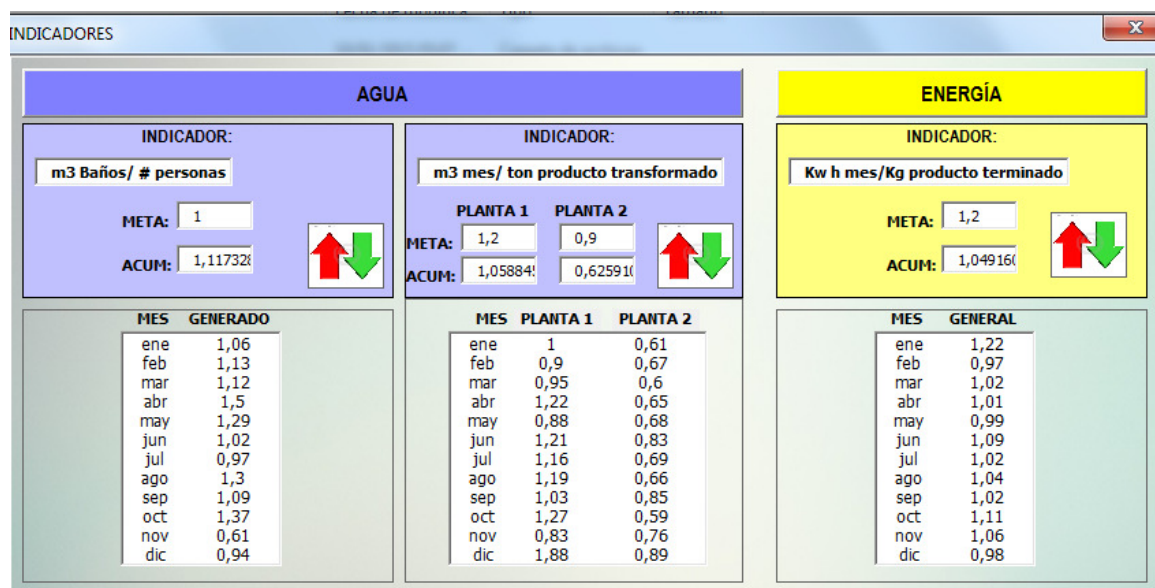 INDICADORES
AGUA
ENERGÍA
INDICADOR:
m3 Baños/ # personas
META: 1
ACUM: 1,117328
INDICADOR:
m3 mes/ ton producto transformado
PLANTA 1 PLANTA 2
META: 1,2 0,9
ACUM: 1,05884 0,62591
INDICADOR:
Kw h mes/Kg producto terminado
META: 1,2
ACUM: 1,04916
MES GENERADO
ene 1,06
feb 1,13
mar 1,12
abr 1,5
may 1,29
jun 1,02
jul 0,97
ago 1,3
sep 1,09
oct 1,37
nov 0,61
dic 0,94
MES PLANTA 1 PLANTA 2
ene 1 0,61
feb 0,9 0,67
mar 0,95 0,6
abr 1,22 0,65
may 0,88 0,68
jun 1,21 0,83
jul 1,16 0,69
ago 1,19 0,66
sep 1,03 0,85
oct 1,27 0,59
nov 0,83 0,76
dic 1,88 0,89
MES GENERAL
ene 1,22
feb 0,97
mar 1,02
abr 1,01
may 0,99
jun 1,09
jul 1,02
ago 1,04
sep 1,02
oct 1,11
nov 1,06
dic 0,98